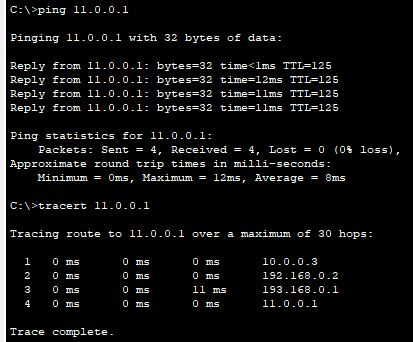 C:\>ping 11.0.0.1
Pinging 11.0.0.1 with 32 bytes of data:
Reply from 11.0.0.1: bytes=32 time<1ms TTL=125
Reply from 11.0.0.1: bytes=32 time=12ms TTL=125
Reply from 11.0.0.1: bytes=32 time=11ms TTL=125
Reply from 11.0.0.1: bytes=32 time=11ms TTL=125
Ping statistics for 11.0.0.1:
Packets: Sent = 4, Received = 4, Lost = 0 (0% loss),
Approximate round trip times in milli-seconds:
Minimum = 0ms, Maximum = 12ms, Average = 8ms
C:\>tracert 11.0.0.1
Tracing route to 11.0.0.1 over a maximum of 30 hops:
1 0 ms 0 ms 0 ms 10.0.0.3
2 0 ms 0 ms 0 ms 192.168.0.2
3 0 ms 0 ms 11 ms 193.168.0.1
4 0 ms 0 ms 0 ms 11.0.0.1
Trace complete.